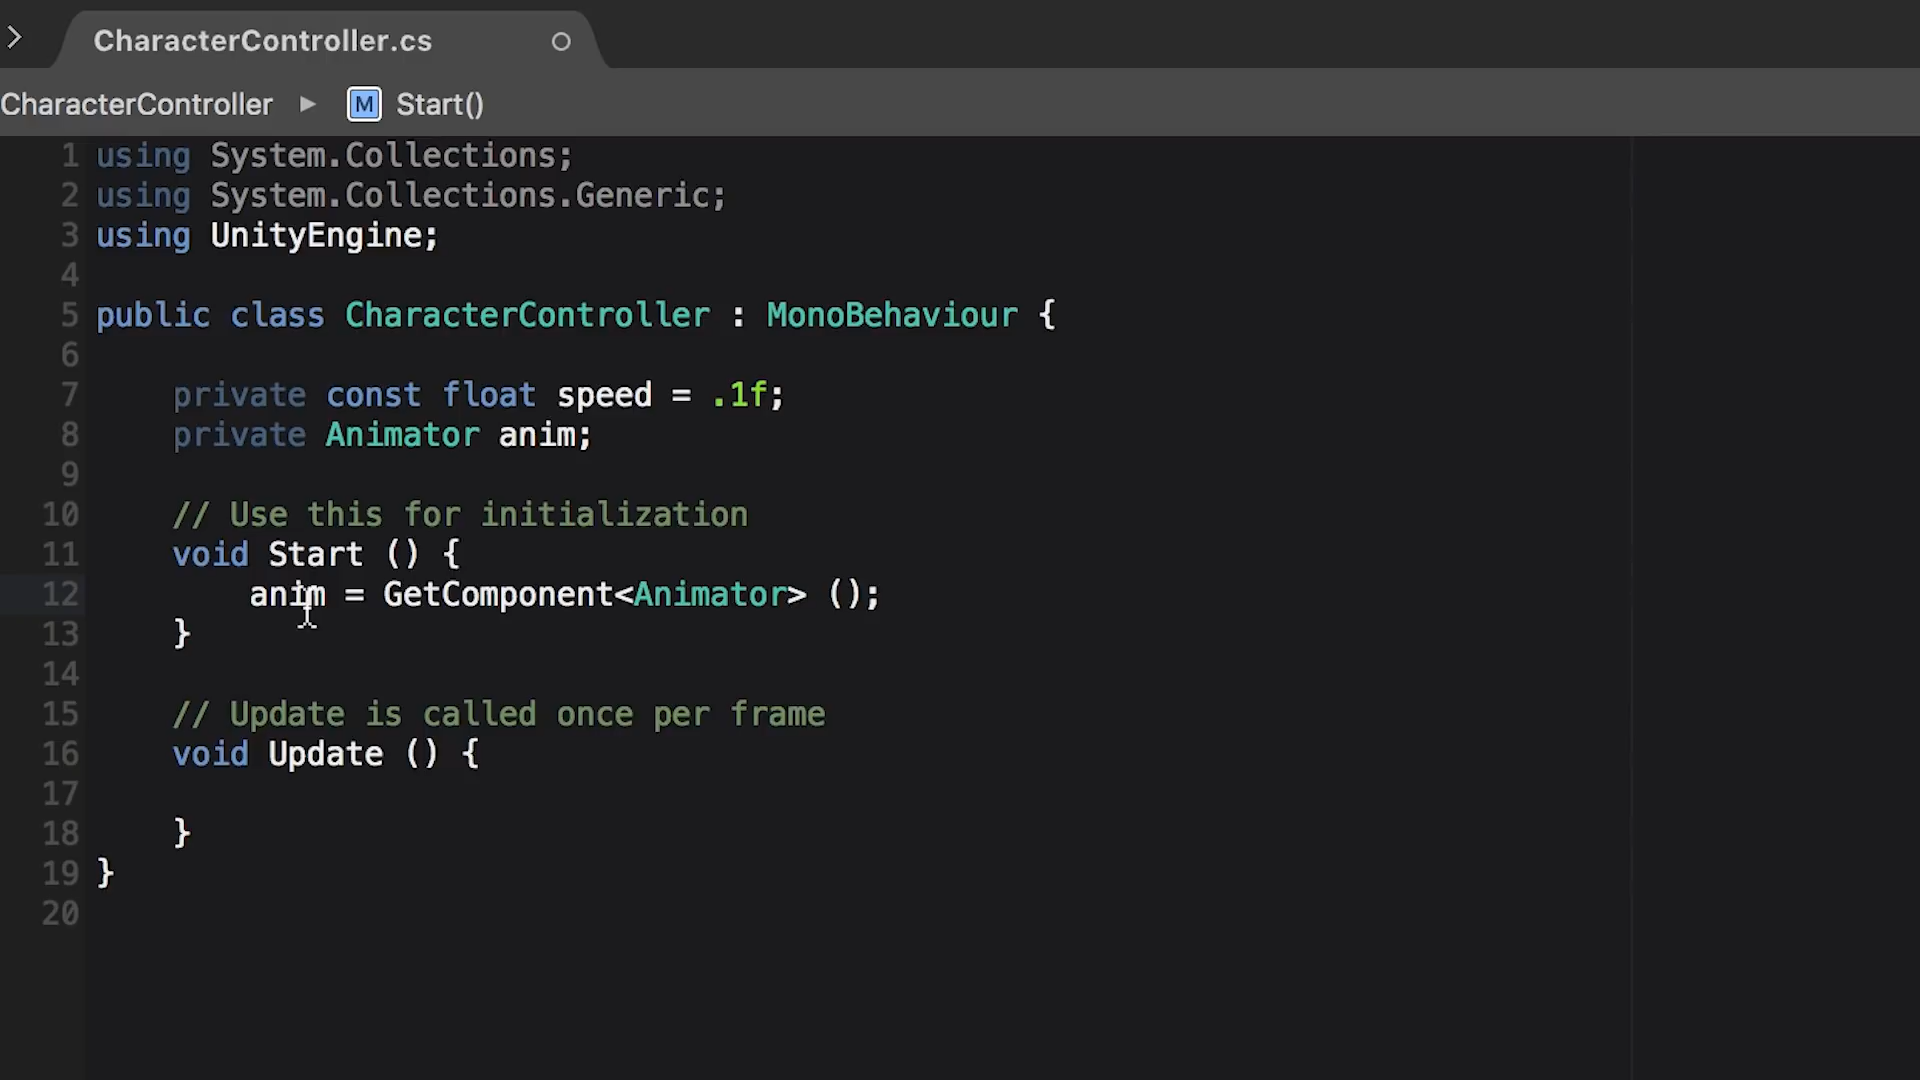 CharacterController.cs
CharacterController ▶ M Start()
1 using System.Collections;
2 using System.Collections.Generic;
3 using UnityEngine;
4
5 public class CharacterController : MonoBehaviour {
6
7     private const float speed = .1f;
8     private Animator anim;
9
10     // Use this for initialization
11     void Start () {
12         anim = GetComponent<Animator> ();
13     }
14
15     // Update is called once per frame
16     void Update () {
17
18     }
19 }
20